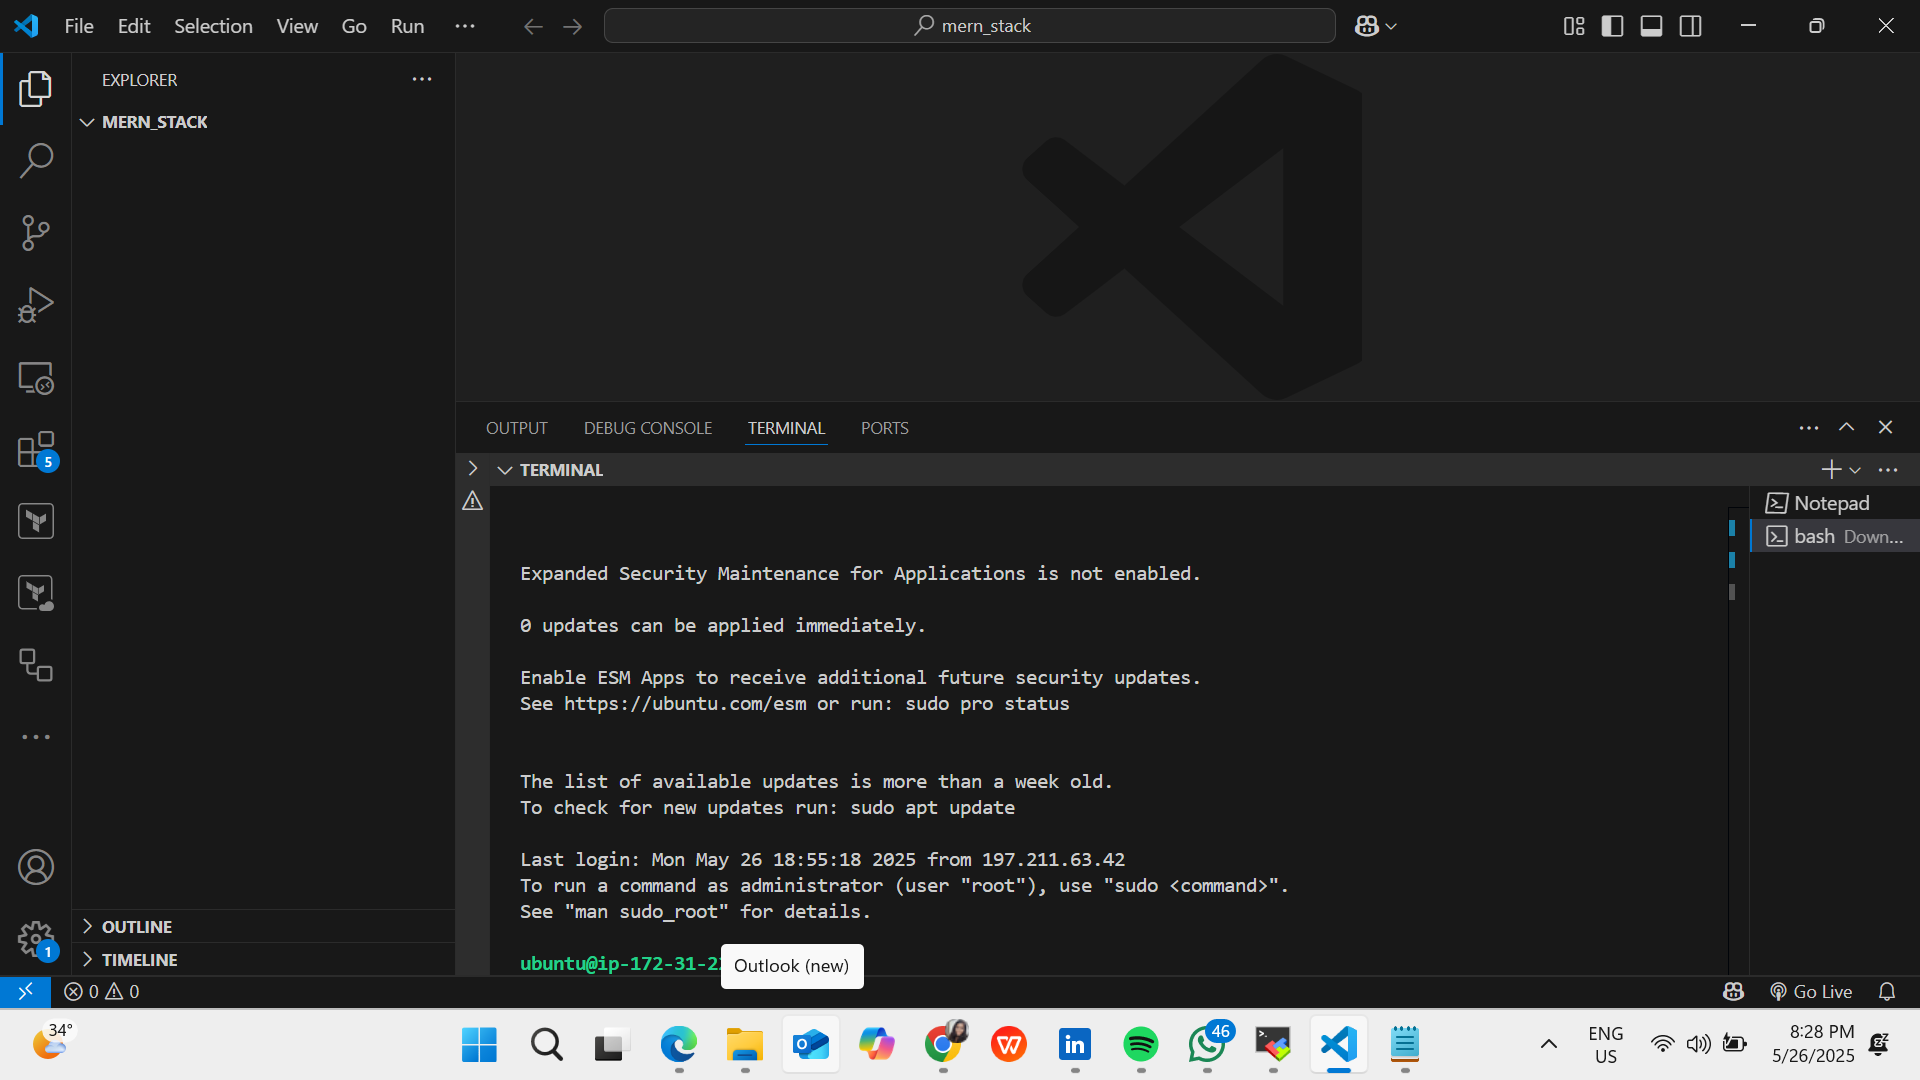 File Edit Selection View Go Run ··· mern_stack
EXPLORER
MERN_STACK
5
OUTLINE
TIMELINE
1
OUTPUT DEBUG CONSOLE TERMINAL PORTS
TERMINAL
Notepad
bash Down...
Expanded Security Maintenance for Applications is not enabled.
0 updates can be applied immediately.
Enable ESM Apps to receive additional future security updates.
See https://ubuntu.com/esm or run: sudo pro status
The list of available updates is more than a week old.
To check for new updates run: sudo apt update
Last login: Mon May 26 18:55:18 2025 from 197.211.63.42
To run a command as administrator (user "root"), use "sudo <command>".
See "man sudo_root" for details.
ubuntu@ip-172-31-2
Outlook (new)
0 0 Go Live
34° 46 ENG 8:28 PM
US 5/26/2025